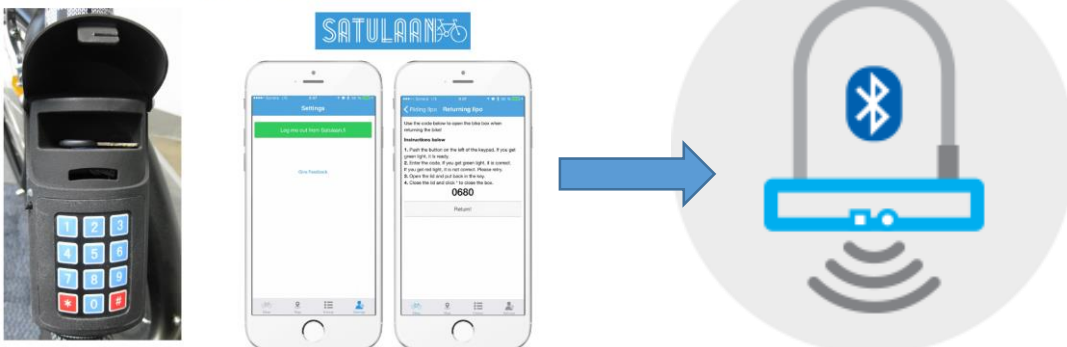 SATULAAN
Settings
Log me out from Satulaan.fi
Give Feedback
Riding Ilpo
Returning Ilpo
Use the code below to open the bike box when
returning the bike!
Instructions below
1. Push the button on the left of the keypad. If you get
green light, it is ready.
2. Enter the code. If you get green light, it is correct.
If you get red light, it is not correct. Please retry.
3. Open the lid and put back in the key.
4. Close the lid and click * to close the box.
0680
Return!
1 2 3
4 5 6
7 8 9
* 0 #